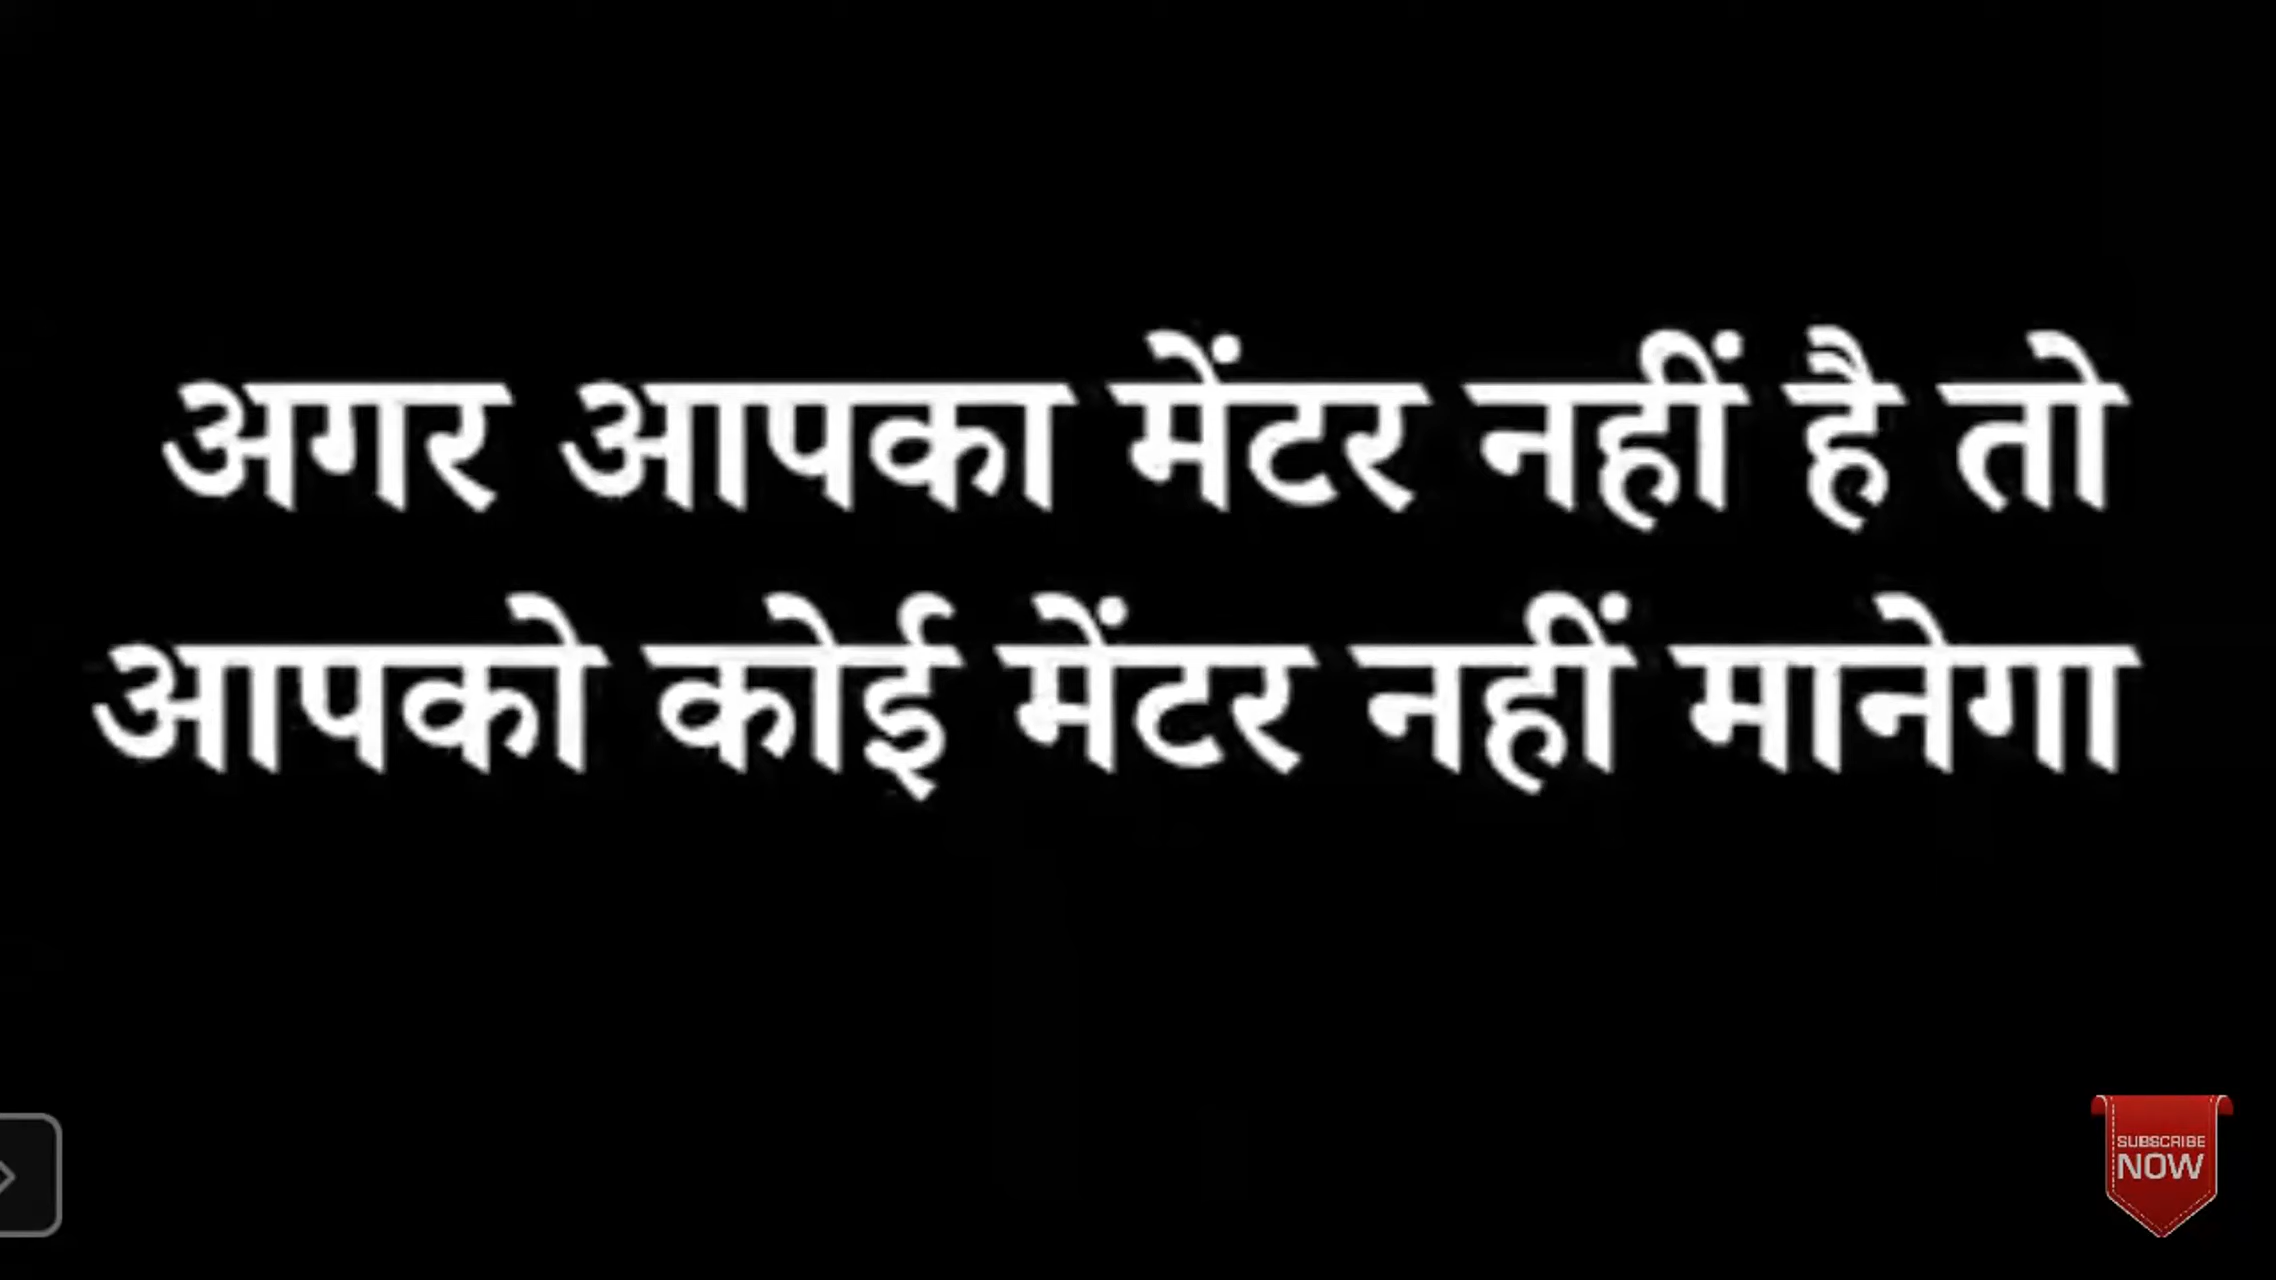 अगर आपका मेंटर नहीं है तो
आपको कोई मेंटर नहीं मानेगा
SUBSCRIBE
NOW